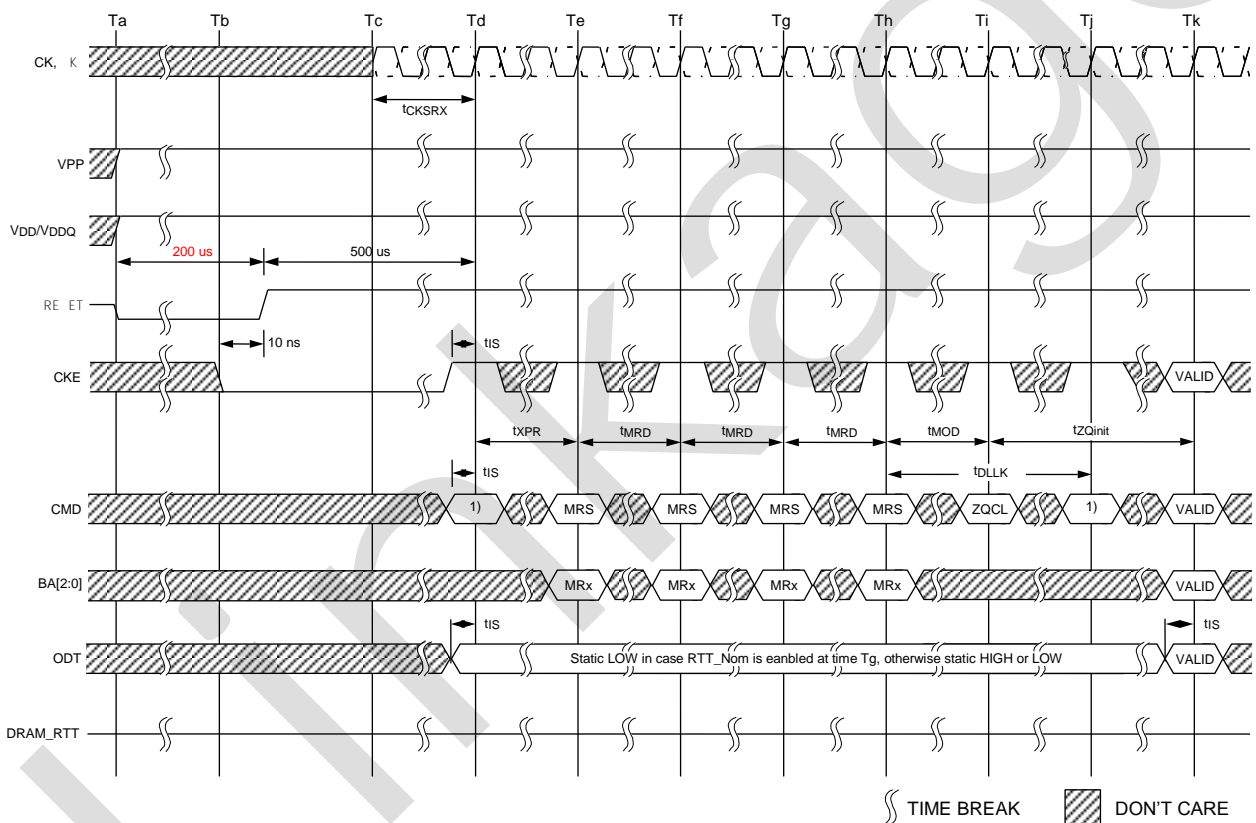 Ta Tb Tc Td Te Tf Tg Th Ti Tj Tk
CK, K
tCKSRX
VPP
VDD/VDDQ
200 us 500 us
RE ET
10 ns tIS
CKE VALID
tXPR tMRD tMRD tMRD tMOD tZQinit
tIS tDLLK
CMD 1) MRS MRS MRS MRS ZQCL 1) VALID
BA[2:0] MRx MRx MRx MRx VALID
tIS tIS
ODT Static LOW in case RTT_Nom is eanbled at time Tg, otherwise static HIGH or LOW VALID
DRAM_RTT
TIME BREAK DON'T CARE